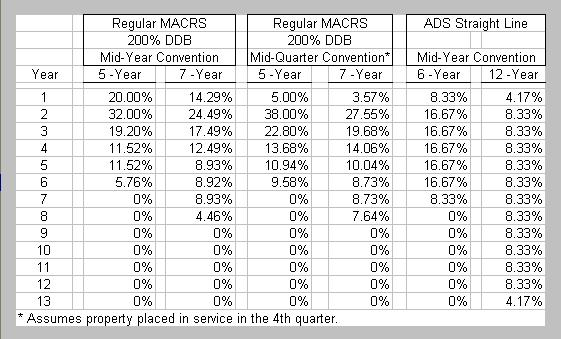 Regular MACRS Regular MACRS ADS Straight Line
200% DDB 200% DDB
Mid-Year Convention Mid-Quarter Convention* Mid-Year Convention
Year 5 -Year 7 -Year 5 -Year 7 -Year 6 -Year 12 -Year
1 20.00% 14.29% 5.00% 3.57% 8.33% 4.17%
2 32.00% 24.49% 38.00% 27.55% 16.67% 8.33%
3 19.20% 17.49% 22.80% 19.68% 16.67% 8.33%
4 11.52% 12.49% 13.68% 14.06% 16.67% 8.33%
5 11.52% 8.93% 10.94% 10.04% 16.67% 8.33%
6 5.76% 8.92% 9.58% 8.73% 16.67% 8.33%
7 0% 8.93% 0% 8.73% 8.33% 8.33%
8 0% 4.46% 0% 7.64% 0% 8.33%
9 0% 0% 0% 0% 0% 8.33%
10 0% 0% 0% 0% 0% 8.33%
11 0% 0% 0% 0% 0% 8.33%
12 0% 0% 0% 0% 0% 8.33%
13 0% 0% 0% 0% 0% 4.17%
* Assumes property placed in service in the 4th quarter.